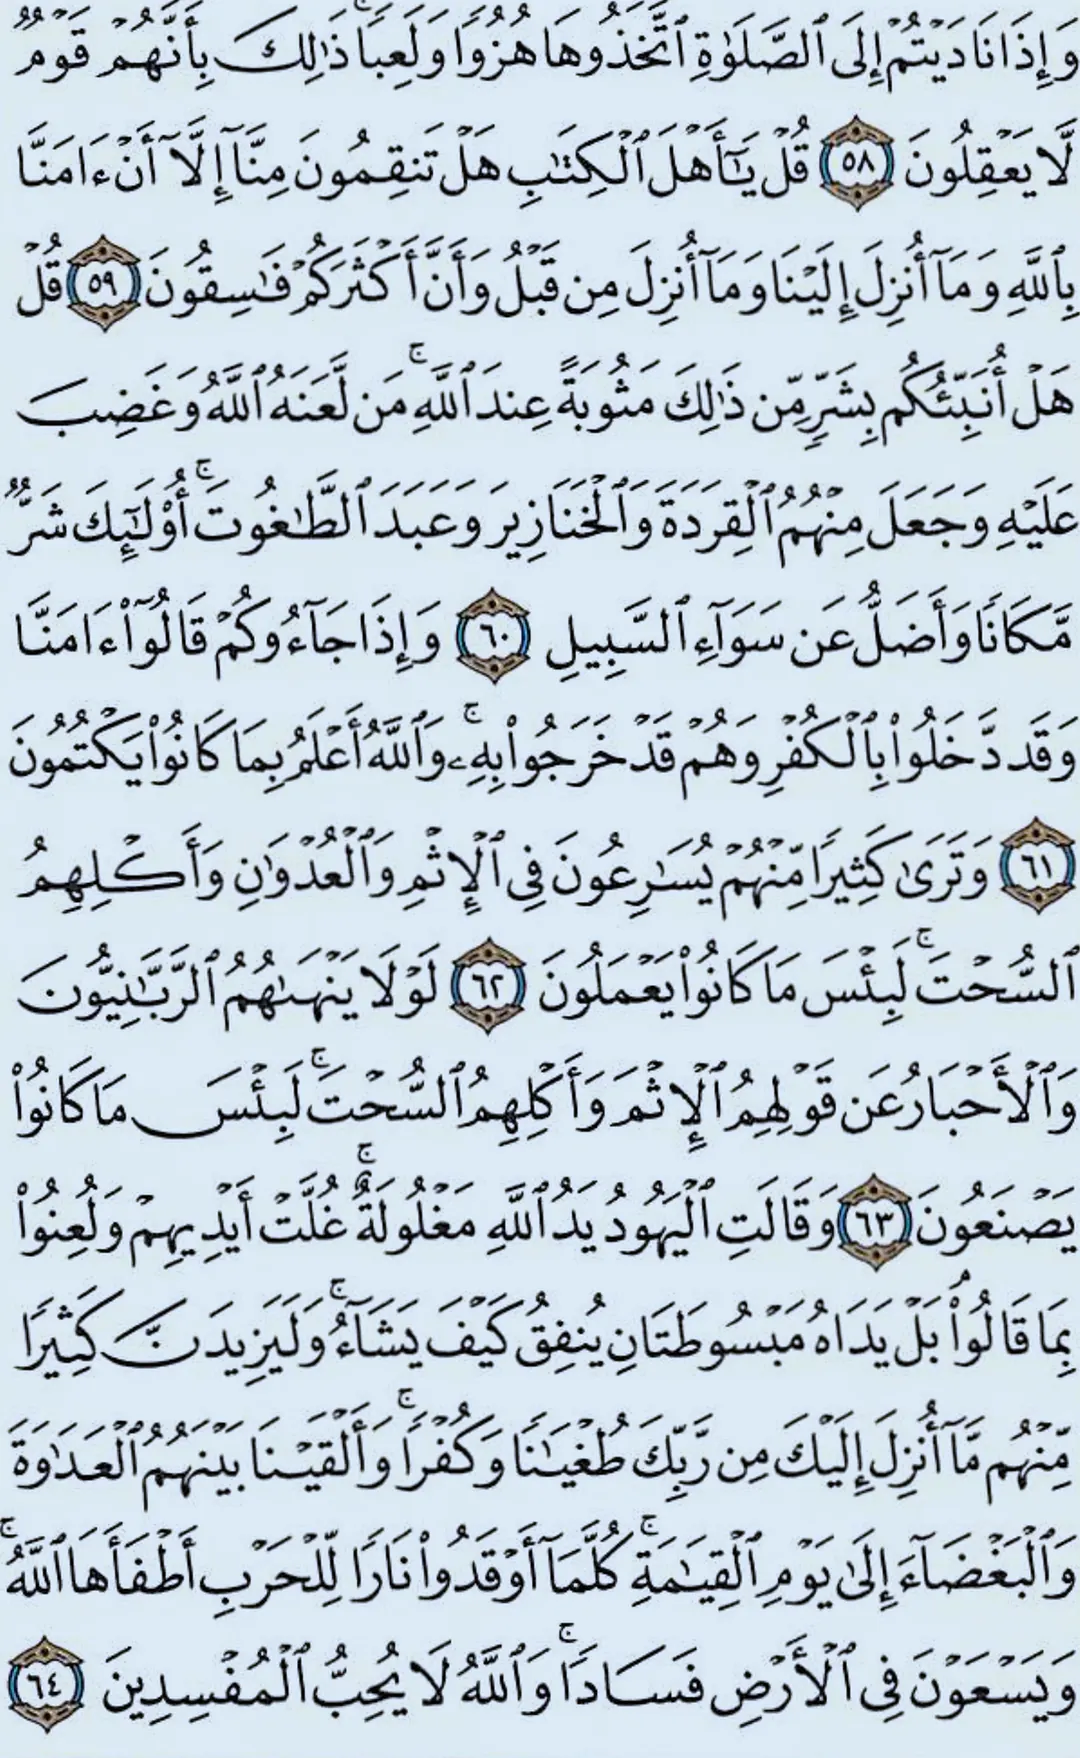 وَإِذَا نَادَيْتُمْ إِلَى ٱلصَّلَوٰةِ ٱتَّخَذُوهَا هُزُوًا وَلَعِبًا ۚ ذَٰلِكَ بِأَنَّهُمْ قَوْمٌ
لَّا يَعْقِلُونَ ٥٨ قُلْ يَـٰٓأَهْلَ ٱلْكِتَـٰبِ هَلْ تَنقِمُونَ مِنَّآ إِلَّآ أَنْ ءَامَنَّا
بِٱللَّهِ وَمَآ أُنزِلَ إِلَيْنَا وَمَآ أُنزِلَ مِن قَبْلُ وَأَنَّ أَكْثَرَكُمْ فَـٰسِقُونَ ٥٩ قُلْ
هَلْ أُنَبِّئُكُم بِشَرٍّ مِّن ذَٰلِكَ مَثُوبَةً عِندَ ٱللَّهِ ۚ مَن لَّعَنَهُ ٱللَّهُ وَغَضِبَ
عَلَيْهِ وَجَعَلَ مِنْهُمُ ٱلْقِرَدَةَ وَٱلْخَنَازِيرَ وَعَبَدَ ٱلطَّـٰغُوتَ ۚ أُو۟لَـٰٓئِكَ شَرٌّ
مَّكَانًا وَأَضَلُّ عَن سَوَآءِ ٱلسَّبِيلِ ٦٠ وَإِذَا جَآءُوكُمْ قَالُوٓا۟ ءَامَنَّا
وَقَد دَّخَلُوا۟ بِٱلْكُفْرِ وَهُمْ قَدْ خَرَجُوا۟ بِهِۦ ۚ وَٱللَّهُ أَعْلَمُ بِمَا كَانُوا۟ يَكْتُمُونَ
٦١ وَتَرَىٰ كَثِيرًا مِّنْهُمْ يُسَـٰرِعُونَ فِى ٱلْإِثْمِ وَٱلْعُدْوَٰنِ وَأَكْلِهِمُ
ٱلسُّحْتَ ۚ لَبِئْسَ مَا كَانُوا۟ يَعْمَلُونَ ٦٢ لَوْلَا يَنْهَىٰهُمُ ٱلرَّبَّـٰنِيُّونَ
وَٱلْأَحْبَارُ عَن قَوْلِهِمُ ٱلْإِثْمَ وَأَكْلِهِمُ ٱلسُّحْتَ ۚ لَبِئْسَ مَا كَانُوا۟
يَصْنَعُونَ ٦٣ وَقَالَتِ ٱلْيَهُودُ يَدُ ٱللَّهِ مَغْلُولَةٌ ۚ غُلَّتْ أَيْدِيهِمْ وَلُعِنُوا۟
بِمَا قَالُوا۟ ۘ بَلْ يَدَاهُ مَبْسُوطَتَانِ يُنفِقُ كَيْفَ يَشَآءُ ۚ وَلَيَزِيدَنَّ كَثِيرًا
مِّنْهُم مَّآ أُنزِلَ إِلَيْكَ مِن رَّبِّكَ طُغْيَـٰنًا وَكُفْرًا ۚ وَأَلْقَيْنَا بَيْنَهُمُ ٱلْعَدَٰوَةَ
وَٱلْبَغْضَآءَ إِلَىٰ يَوْمِ ٱلْقِيَـٰمَةِ ۚ كُلَّمَآ أَوْقَدُوا۟ نَارًا لِّلْحَرْبِ أَطْفَأَهَا ٱللَّهُ ۚ
وَيَسْعَوْنَ فِى ٱلْأَرْضِ فَسَادًا ۚ وَٱللَّهُ لَا يُحِبُّ ٱلْمُفْسِدِينَ ٦٤